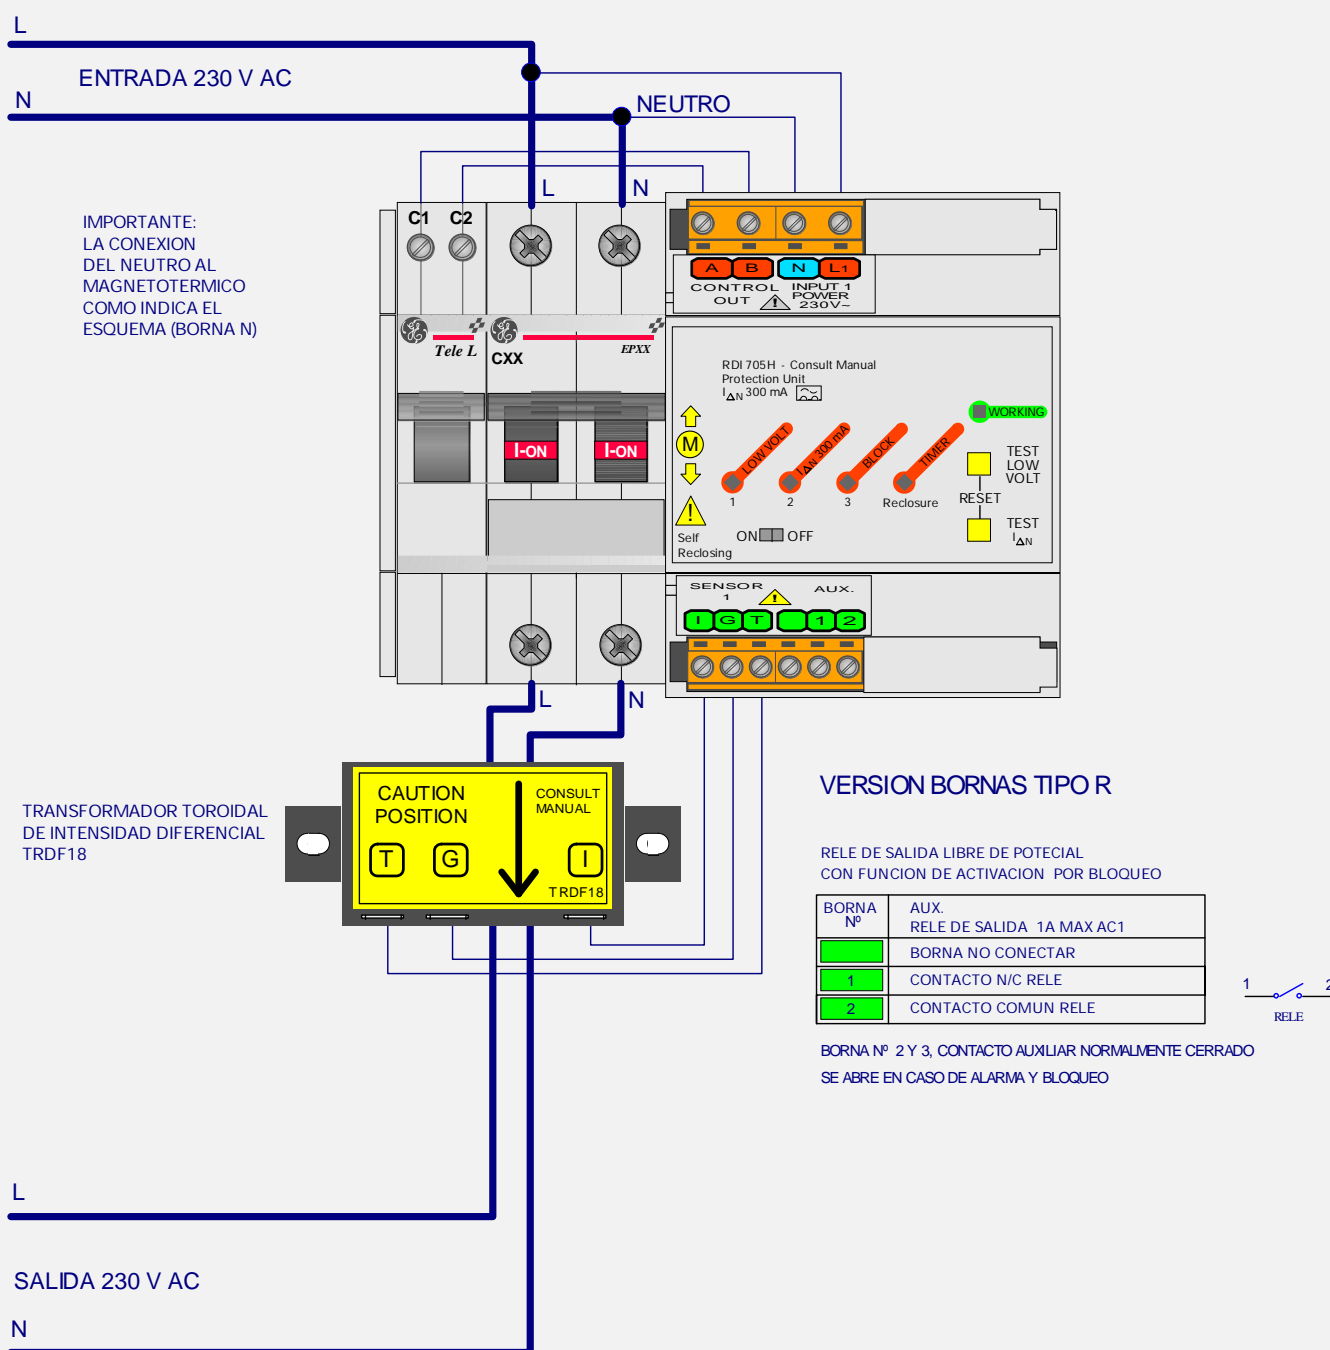 L
ENTRADA 230 V AC
N
NEUTRO
L
N
IMPORTANTE:
LA CONEXION
DEL NEUTRO AL
MAGNETOTERMICO
COMO INDICA EL
ESQUEMA (BORNA N)
C1 C2
A B N L1
CONTROL OUT
INPUT 1
POWER
230V~
Tele L
CXX
EPXX
RDI 705H - Consult Manual
Protection Unit
I∆N 300 mA
WORKING
M
LOW VOLT
I∆N 300 mA
BLOCK
TIMER
1 2 3 Reclosure
TEST
LOW
VOLT
RESET
TEST
I∆N
I-ON I-ON
Self
Reclosing
ON OFF
SENSOR
1
AUX.
I G T 1 2
L
N
TRANSFORMADOR TOROIDAL
DE INTENSIDAD DIFERENCIAL
TRDF18
CAUTION
POSITION
CONSULT
MANUAL
T G I
TRDF18
VERSION BORNAS TIPO R
RELE DE SALIDA LIBRE DE POTECIAL
CON FUNCION DE ACTIVACION POR BLOQUEO
BORNA
Nº
AUX.
RELE DE SALIDA 1A MAX AC1
BORNA NO CONECTAR
1 CONTACTO N/C RELE
2 CONTACTO COMUN RELE
1 2
RELE
BORNA Nº 2 Y 3, CONTACTO AUXILIAR NORMALMENTE CERRADO
SE ABRE EN CASO DE ALARMA Y BLOQUEO
L
SALIDA 230 V AC
N